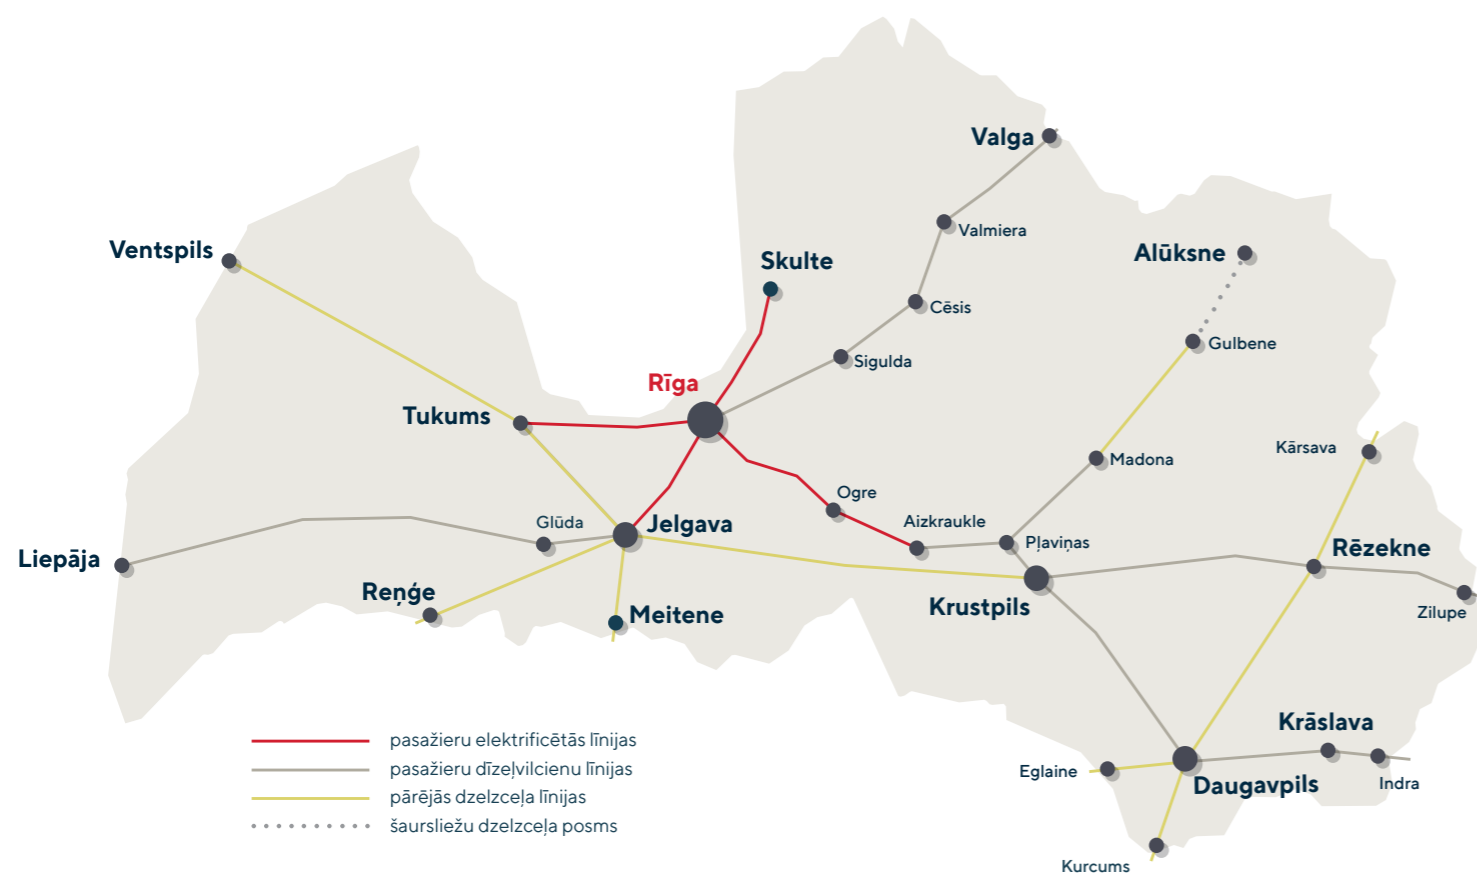 Valga
Valmiera
Ventspils
Alūksne
Skulte
Cēsis
Gulbene
Sigulda
Rīga
Tukums
Kārsava
Madona
Ogre
Glūda
Jelgava
Aizkraukle
Pļaviņas
Rēzekne
Liepāja
Reņģe
Meitene
Krustpils
Zilupe
Krāslava
pasažieru elektrificētās līnijas
pasažieru dīzeļvilcienu līnijas
pārējās dzelzceļa līnijas
šaursliežu dzelzceļa posms
Eglaine
Daugavpils
Indra
Kurcums